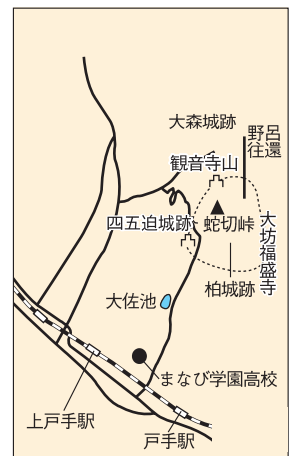 大森城跡
野呂
往還
観音寺山
四五迫城跡
蛇切峠
大坊福盛寺
柏城跡
大佐池
まなび学園高校
上戸手駅
戸手駅